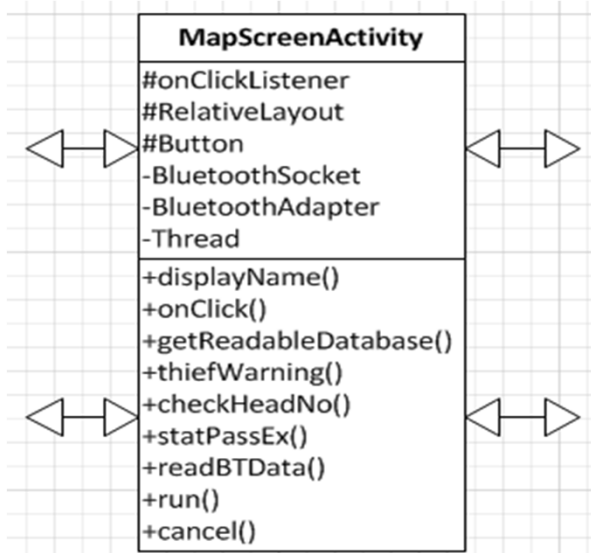 MapScreenActivity
#onClickListener
#RelativeLayout
#Button
-BluetoothSocket
-BluetoothAdapter
-Thread
+displayName()
+onClick()
+getReadableDatabase()
+thiefWarning()
+checkHeadNo()
+statPassEx()
+readBTData()
+run()
+cancel()